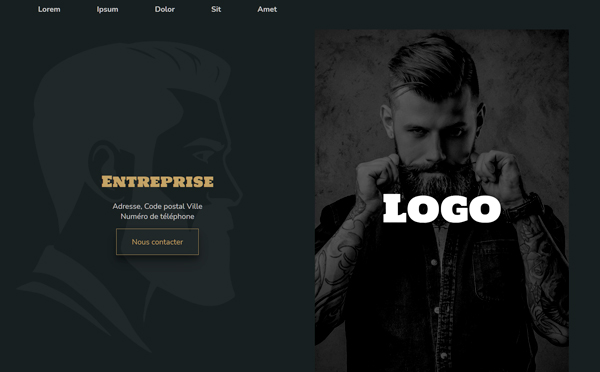 Lorem Ipsum Dolor Sit Amet
ENTREPRISE
Adresse, Code postal Ville
Numéro de téléphone
Nous contacter
LOGO